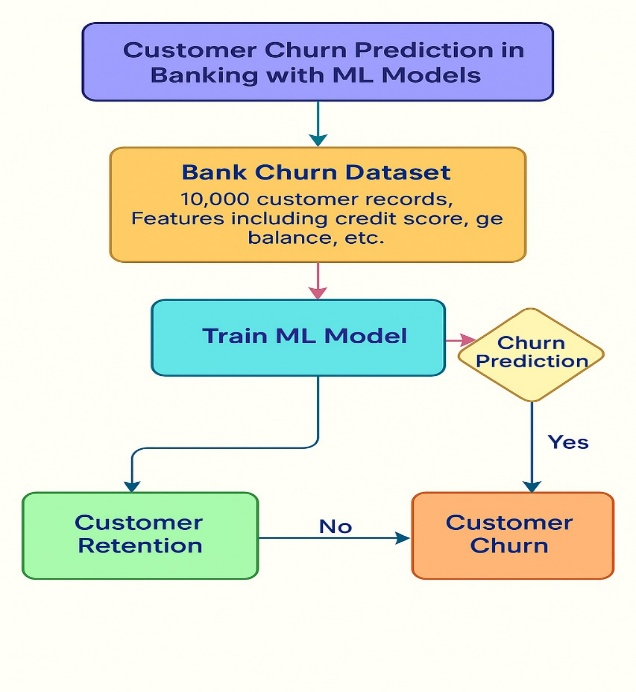 Customer Churn Prediction in
Banking with ML Models
Bank Churn Dataset
10,000 customer records,
Features including credit score, ge
balance, etc.
Train ML Model
Churn
Prediction
Yes
Customer
Retention
No
Customer
Churn